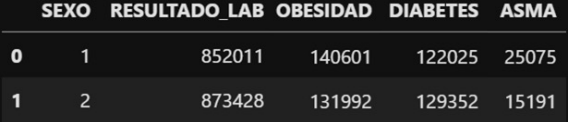 SEXO RESULTADO_LAB OBESIDAD DIABETES ASMA
0 1 852011 140601 122025 25075
1 2 873428 131992 129352 15191